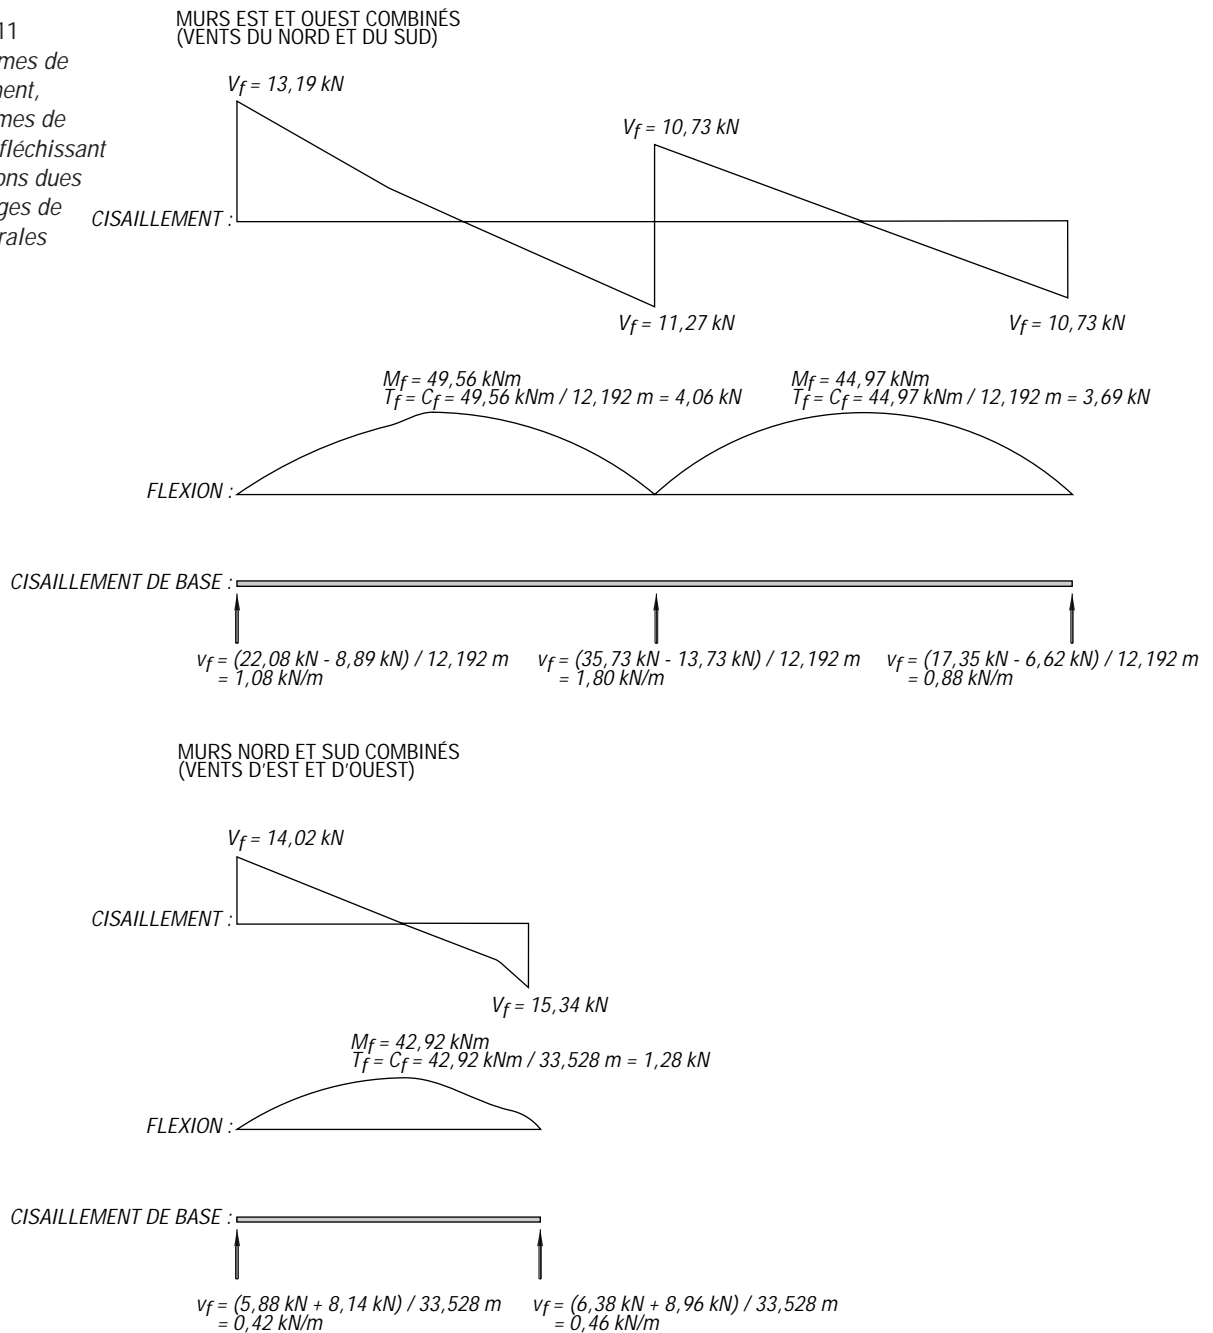 11
mes de
ment,
mes de
fléchissant
ons dues
ges de
rales
MURS EST ET OUEST COMBINÉS
(VENTS DU NORD ET DU SUD)
Vf = 13,19 kN
Vf = 10,73 kN
CISAILLEMENT :
Vf = 11,27 kN
Vf = 10,73 kN
Mf = 49,56 kNm
Tf = Cf = 49,56 kNm / 12,192 m = 4,06 kN
Mf = 44,97 kNm
Tf = Cf = 44,97 kNm / 12,192 m = 3,69 kN
FLEXION :
CISAILLEMENT DE BASE :
vf = (22,08 kN - 8,89 kN) / 12,192 m
= 1,08 kN/m
vf = (35,73 kN - 13,73 kN) / 12,192 m
= 1,80 kN/m
vf = (17,35 kN - 6,62 kN) / 12,192 m
= 0,88 kN/m
MURS NORD ET SUD COMBINÉS
(VENTS D'EST ET D'OUEST)
Vf = 14,02 kN
CISAILLEMENT :
Vf = 15,34 kN
Mf = 42,92 kNm
Tf = Cf = 42,92 kNm / 33,528 m = 1,28 kN
FLEXION :
CISAILLEMENT DE BASE :
vf = (5,88 kN + 8,14 kN) / 33,528 m
= 0,42 kN/m
vf = (6,38 kN + 8,96 kN) / 33,528 m
= 0,46 kN/m